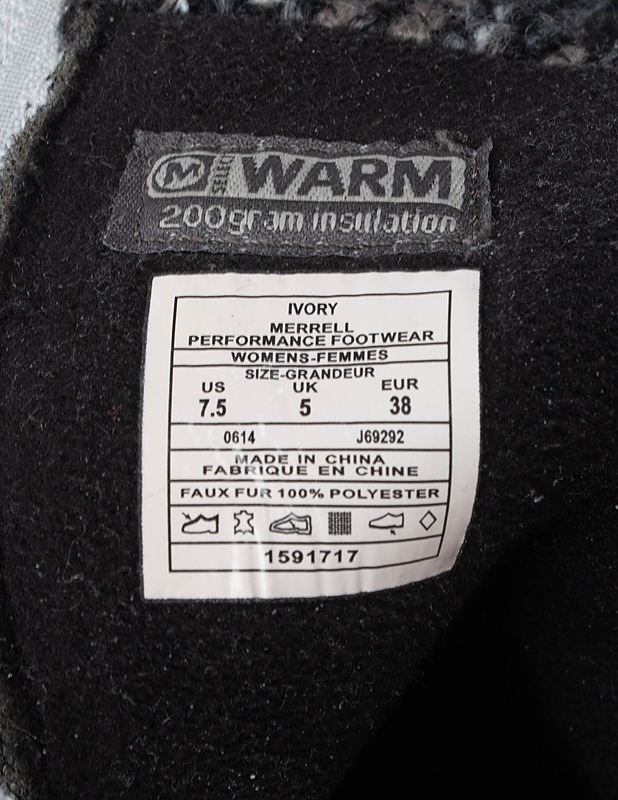 M SELECT WARM
200gram insulation
IVORY
MERRELL
PERFORMANCE FOOTWEAR
WOMENS-FEMMES
SIZE-GRANDEUR
US UK EUR
7.5 5 38
0614 J69292
MADE IN CHINA
FABRIQUE EN CHINE
FAUX FUR 100% POLYESTER
1591717